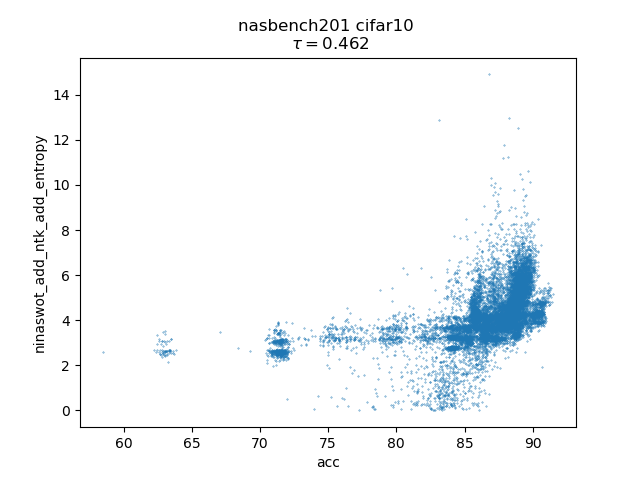 nasbench201 cifar10
τ = 0.462
14
12
10
8
6
4
2
0
ninaswot_add_ntk_add_entropy
60 65 70 75 80 85 90
acc